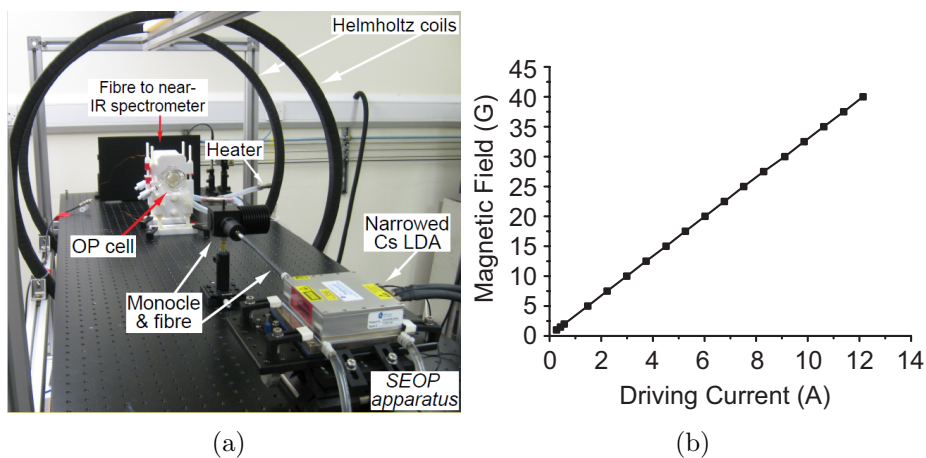 Helmholtz coils
Fibre to near-
IR spectrometer
Heater
OP cell
Narrowed
Cs LDA
Monocle
& fibre
SEOP
apparatus
(a)
Magnetic Field (G)
45
40
35
30
25
20
15
10
5
0
0 2 4 6 8 10 12 14
Driving Current (A)
(b)